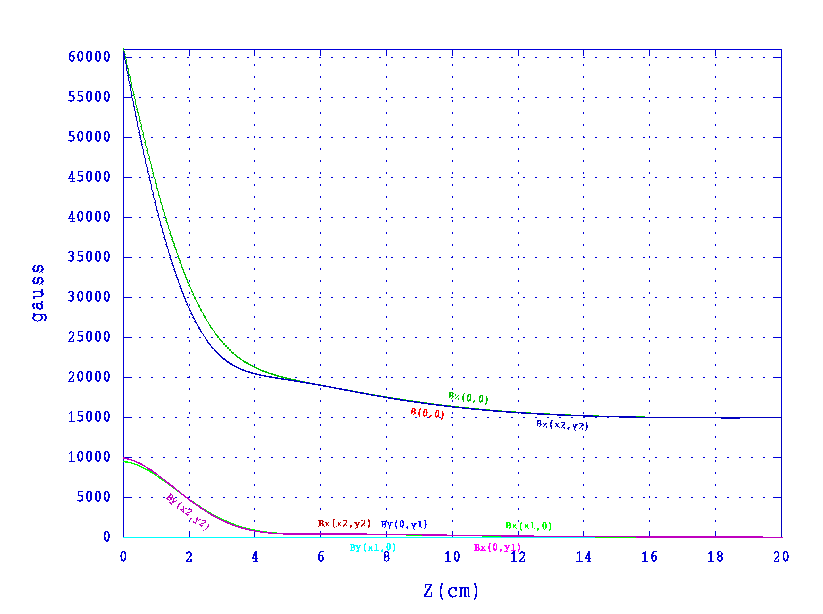 60000
55000
50000
45000
40000
35000
30000
25000
20000
15000
10000
5000
0
gauss
Bz(0,0)
B(0,0)
Bz(x2,y2)
By(x2,y2)
Bx(x2,y2) By(0,y1) Bx(x1,0)
By(x1,0) Bx(0,y1)
0 2 4 6 8 10 12 14 16 18 20
Z(cm)